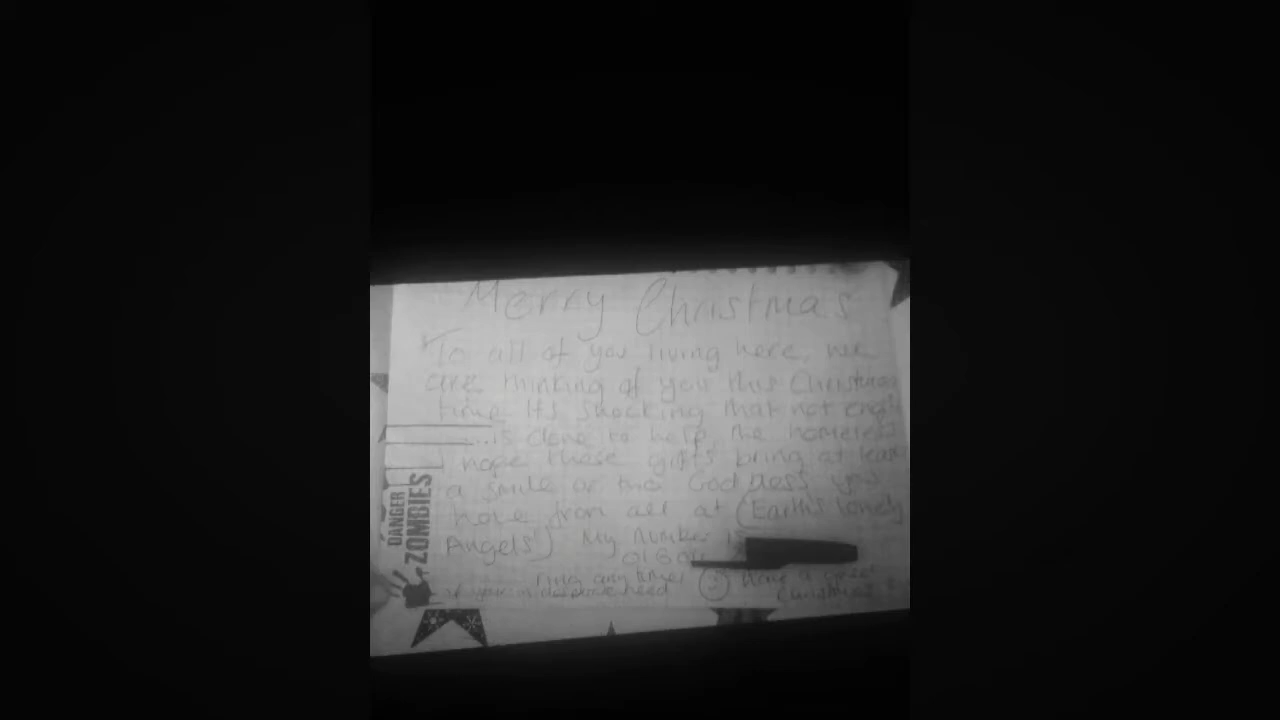 Merry Christmas
To all of you living here, we
are thinking of you this Christmas
time. It's shocking that not
...is done to help the homeless
I hope these gifts bring at least
a smile or two God bless you
love from all at (Earth's lonely
Angels') My number is
ring any time
if your in desperate need
Have a great
Christmas
DANGER
ZOMBIES